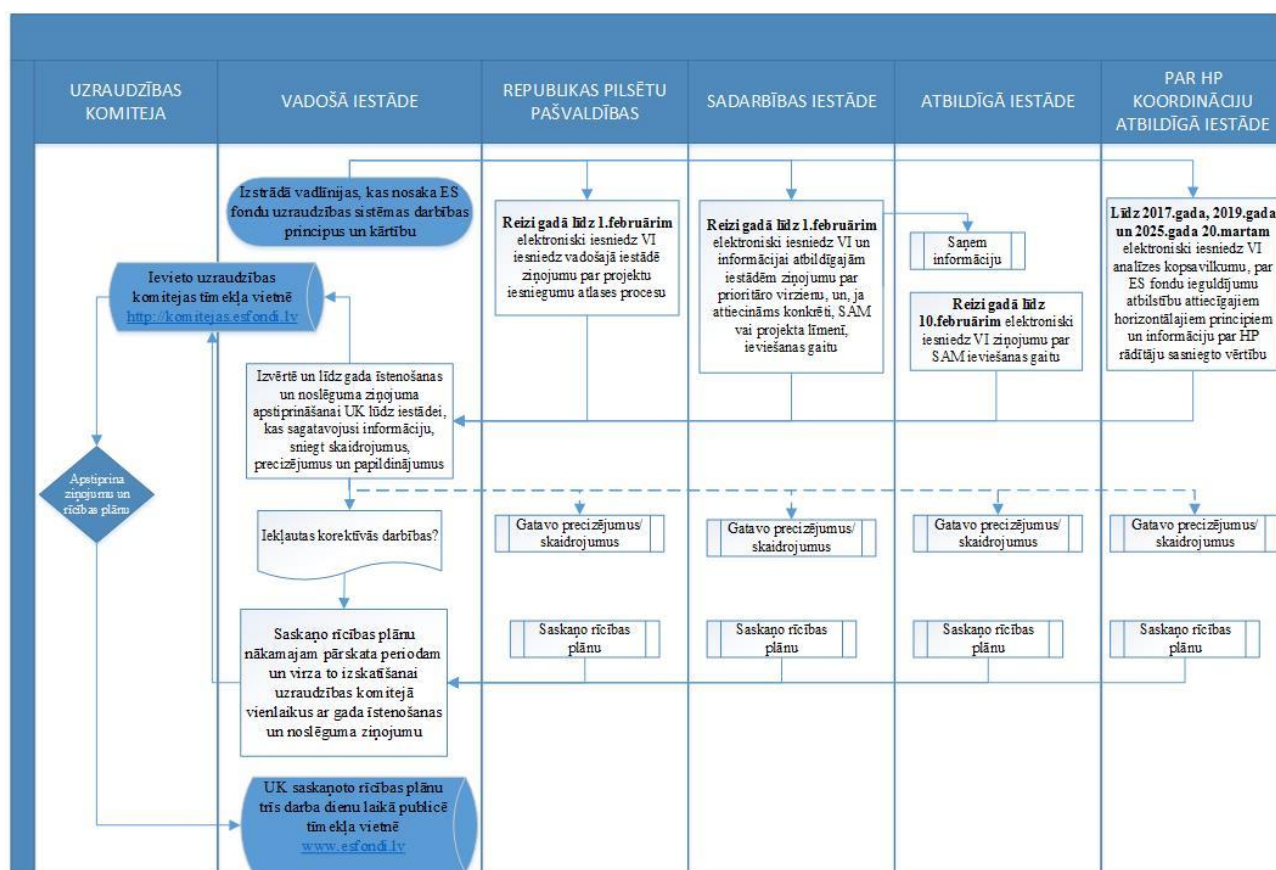 UZRAUDZĪBAS
KOMITEJA
VADOŠĀ IESTĀDE
REPUBLIKAS PILSĒTU
PAŠVALDĪBAS
SADARBĪBAS IESTĀDE
ATBILDĪGĀ IESTĀDE
PAR HP
KOORDINĀCIJU
ATBILDĪGĀ IESTĀDE
Izstrādā vadlīnijas, kas nosaka ES
fondu uzraudzības sistēmas darbības
principus un kārtību
Reizi gadā līdz 1.februārim
elektroniski iesniedz VI
iesniedz vadošajā iestādē
ziņojumu par projektu
iesniegumu atlases procesu
Reizi gadā līdz 1.februārim
elektroniski iesniedz VI un
informācijai atbildīgajām
iestādēm ziņojumu par
prioritāro virzienu, un, ja
attiecināms konkrēti, SAM
vai projekta līmenī,
ieviešanas gaitu
Saņem
informāciju
Reizi gadā līdz
10.februārim elektroniski
iesniedz VI ziņojumu par
SAM ieviešanas gaitu
Līdz 2017.gada, 2019.gada
un 2025.gada 20.martam
elektroniski iesniedz VI
analīzes kopsavilkumu, par
ES fondu ieguldījumu
atbilstību attiecīgajiem
horizontālajiem principiem
un informāciju par HP
rādītāju sasniegto vērtību
Ievieto uzraudzības
komitejas tīmekļa vietnē
http://komitejas.esfondi.lv
Izvērtē un līdz gada īstenošanas
un noslēguma ziņojuma
apstiprināšanai UK lūdz iestādei,
kas sagatavojusi informāciju,
sniegt skaidrojumus,
precizējumus un papildinājumus
Apstiprina
ziņojumu un
rīcības plānu
Iekļautas korektīvās darbības?
Gatavo precizējumus/
skaidrojumus
Gatavo precizējumus/
skaidrojumus
Gatavo precizējumus/
skaidrojumus
Gatavo precizējumus/
skaidrojumus
Saskaņo rīcības plānu
nākamajam pārskata periodam
un virza to izskatīšanai
uzraudzības komitejā
vienlaikus ar gada īstenošanas
un noslēguma ziņojumu
Saskaņo rīcības
plānu
Saskaņo rīcības
plānu
Saskaņo rīcības
plānu
Saskaņo rīcības
plānu
UK saskaņoto rīcības plānu
trīs darba dienu laikā publicē
tīmekļa vietnē
www.esfondi.lv